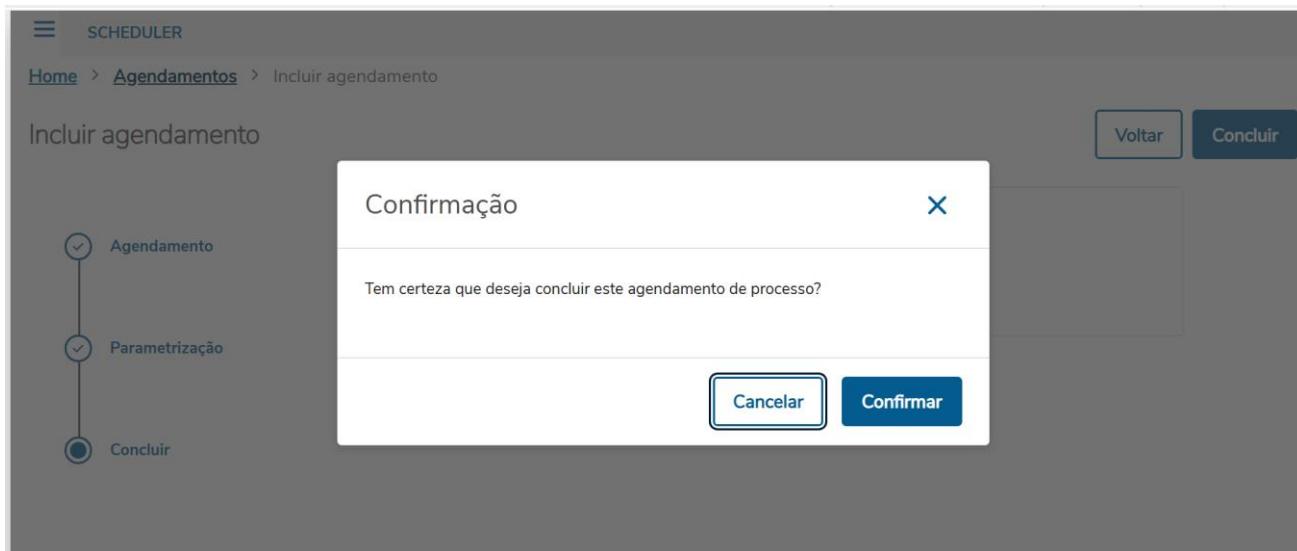 SCHEDULER
Home > Agendamentos > Incluir agendamento
Incluir agendamento
Voltar
Concluir
Confirmação
Agendamento
Tem certeza que deseja concluir este agendamento de processo?
Parametrização
Cancelar
Confirmar
Concluir